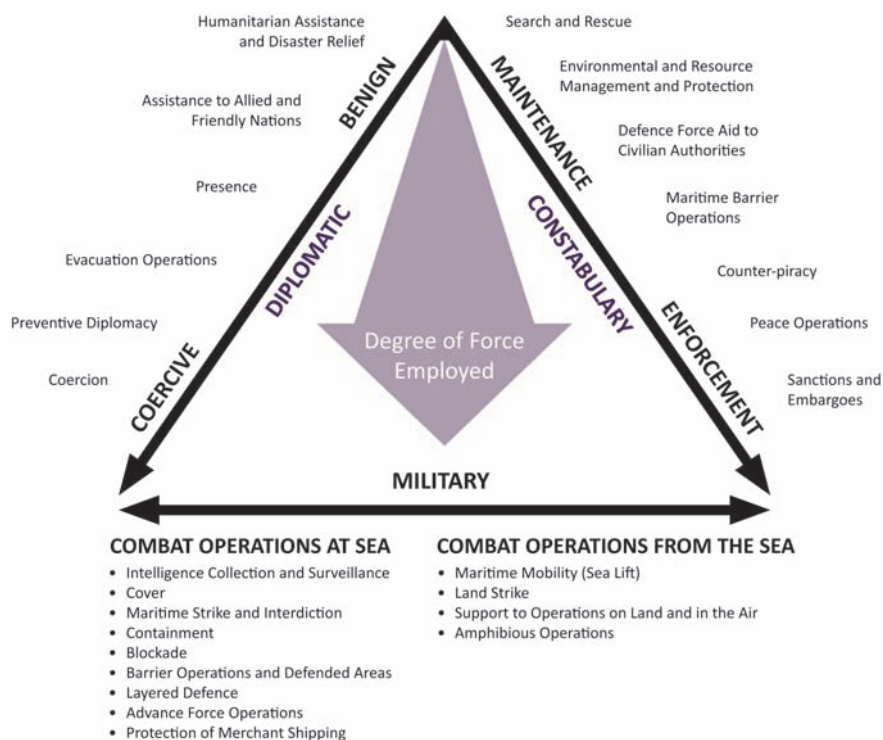 Humanitarian Assistance
and Disaster Relief
Assistance to Allied and
Friendly Nations
Presence
Evacuation Operations
Preventive Diplomacy
Coercion
BENIGN
DIPLOMATIC
COERCIVE
Degree of Force
Employed
MAINTENANCE
CONSTABULARY
ENFORCEMENT
Search and Rescue
Environmental and Resource
Management and Protection
Defence Force Aid to
Civilian Authorities
Maritime Barrier
Operations
Counter-piracy
Peace Operations
Sanctions and
Embargoes
MILITARY
COMBAT OPERATIONS AT SEA
• Intelligence Collection and Surveillance
• Cover
• Maritime Strike and Interdiction
• Containment
• Blockade
• Barrier Operations and Defended Areas
• Layered Defence
• Advance Force Operations
• Protection of Merchant Shipping
COMBAT OPERATIONS FROM THE SEA
• Maritime Mobility (Sea Lift)
• Land Strike
• Support to Operations on Land and in the Air
• Amphibious Operations